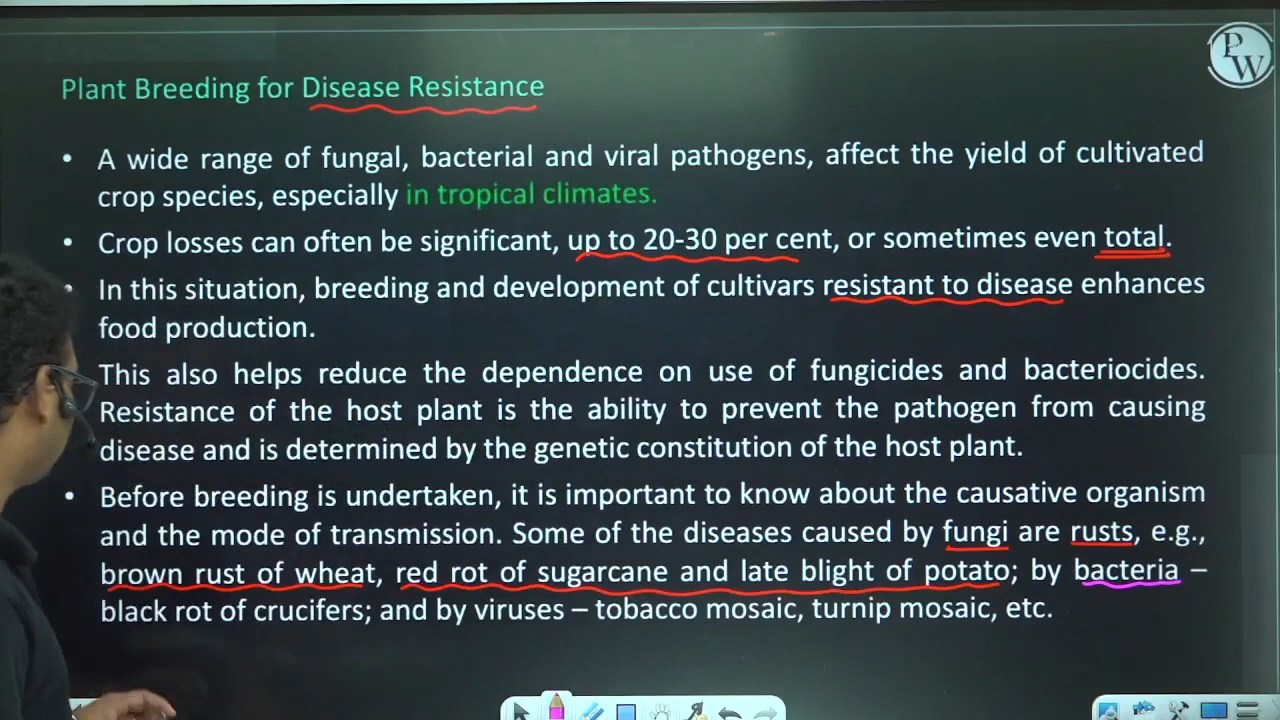 PW
Plant Breeding for Disease Resistance
• A wide range of fungal, bacterial and viral pathogens, affect the yield of cultivated
crop species, especially in tropical climates.
• Crop losses can often be significant, up to 20-30 per cent, or sometimes even total.
• In this situation, breeding and development of cultivars resistant to disease enhances
food production.
This also helps reduce the dependence on use of fungicides and bacteriocides.
Resistance of the host plant is the ability to prevent the pathogen from causing
disease and is determined by the genetic constitution of the host plant.
• Before breeding is undertaken, it is important to know about the causative organism
and the mode of transmission. Some of the diseases caused by fungi are rusts, e.g.,
brown rust of wheat, red rot of sugarcane and late blight of potato; by bacteria –
black rot of crucifers; and by viruses – tobacco mosaic, turnip mosaic, etc.